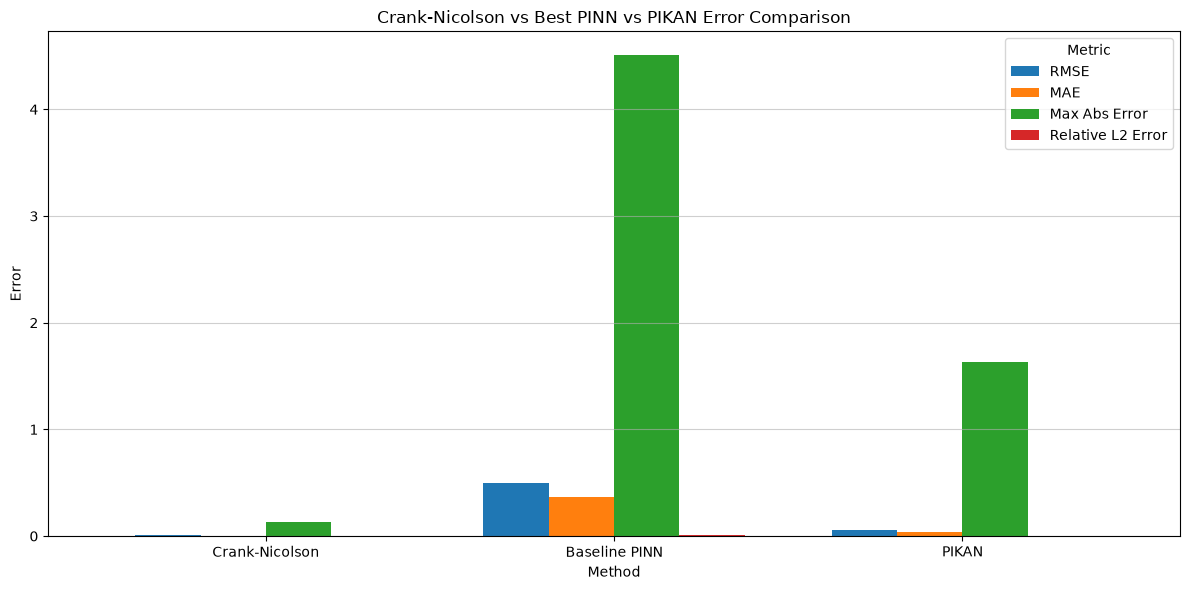 Crank-Nicolson vs Best PINN vs PIKAN Error Comparison
Metric
RMSE
MAE
Max Abs Error
Relative L2 Error
Error
4
3
2
1
0
Crank-Nicolson
Baseline PINN
PIKAN
Method